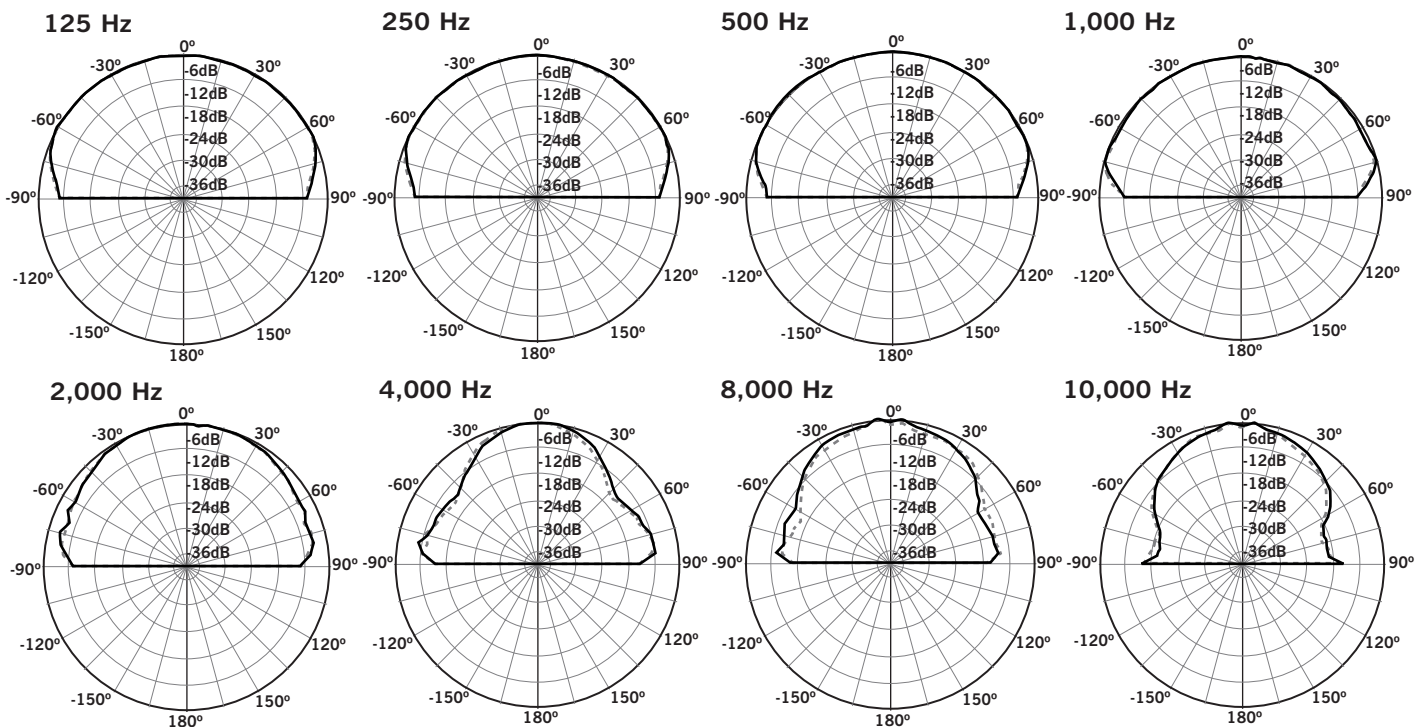 125 Hz
0º
-30º
30º
-60º
60º
-90º
90º
-120º
120º
-150º
150º
180º
-6dB
-12dB
-18dB
-24dB
-30dB
-36dB
250 Hz
0º
-30º
30º
-60º
60º
-90º
90º
-120º
120º
-150º
150º
180º
-6dB
-12dB
-18dB
-24dB
-30dB
-36dB
500 Hz
0º
-30º
30º
-60º
60º
-90º
90º
-120º
120º
-150º
150º
180º
-6dB
-12dB
-18dB
-24dB
-30dB
-36dB
1,000 Hz
0º
-30º
30º
-60º
60º
-90º
90º
-120º
120º
-150º
150º
180º
-6dB
-12dB
-18dB
-24dB
-30dB
-36dB
2,000 Hz
0º
-30º
30º
-60º
60º
-90º
90º
-120º
120º
-150º
150º
180º
-6dB
-12dB
-18dB
-24dB
-30dB
-36dB
4,000 Hz
0º
-30º
30º
-60º
60º
-90º
90º
-120º
120º
-150º
150º
180º
-6dB
-12dB
-18dB
-24dB
-30dB
-36dB
8,000 Hz
0º
-30º
30º
-60º
60º
-90º
90º
-120º
120º
-150º
150º
180º
-6dB
-12dB
-18dB
-24dB
-30dB
-36dB
10,000 Hz
0º
-30º
30º
-60º
60º
-90º
90º
-120º
120º
-150º
150º
180º
-6dB
-12dB
-18dB
-24dB
-30dB
-36dB